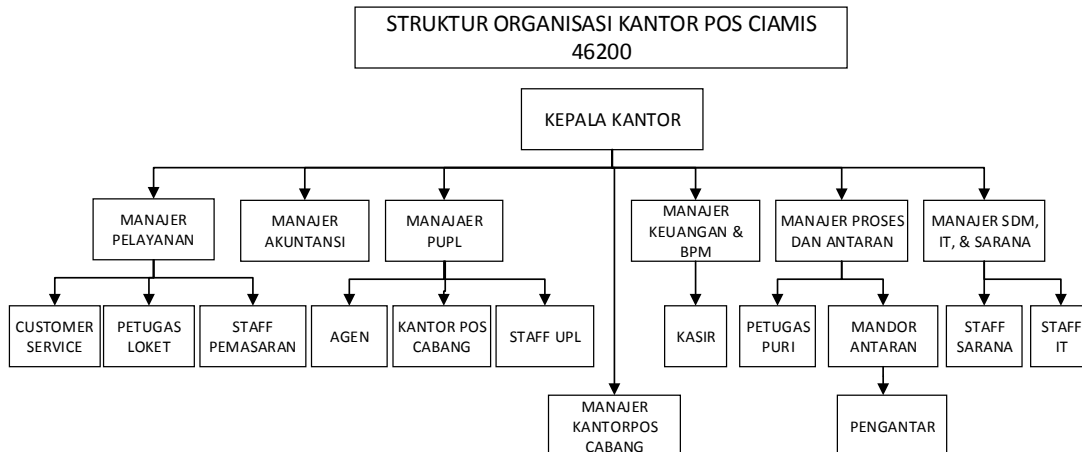 STRUKTUR ORGANISASI KANTOR POS CIAMIS
46200
KEPALA KANTOR
MANAJER
PELAYANAN
MANAJER
AKUNTANSI
MANAJAER
PUPL
MANAJER
KEUANGAN &
BPM
MANAJER PROSES
DAN ANTARAN
MANAJER SDM,
IT, & SARANA
CUSTOMER
SERVICE
PETUGAS
LOKET
STAFF
PEMASARAN
AGEN
KANTOR POS
CABANG
STAFF UPL
KASIR
PETUGAS
PURI
MANDOR
ANTARAN
STAFF
SARANA
STAFF
IT
MANAJER
KANTORPOS
CABANG
PENGANTAR